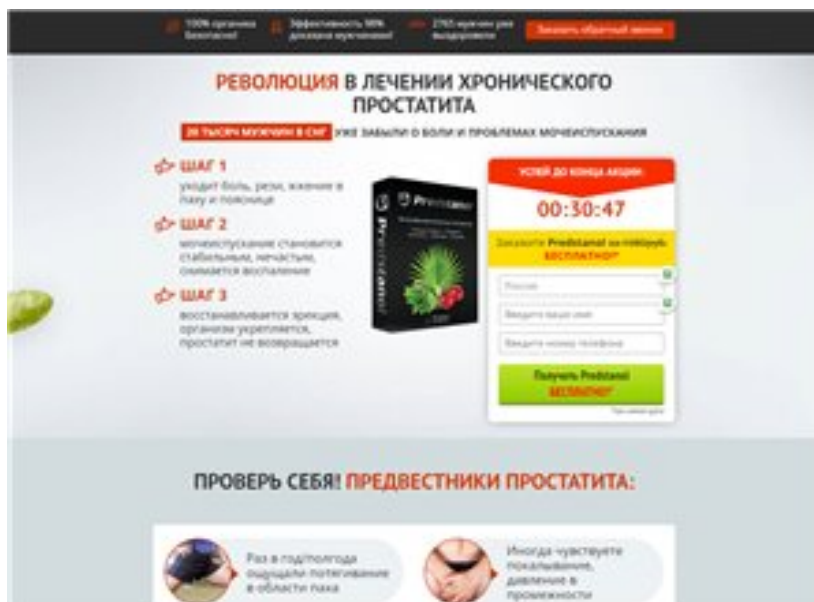 100% органика
Безопасно!
Эффективность 98%
доказана мужчинами!
2765 мужчин уже
выздоровели
Заказать обратный звонок
РЕВОЛЮЦИЯ В ЛЕЧЕНИИ ХРОНИЧЕСКОГО
ПРОСТАТИТА
20 ТЫСЯЧ МУЖЧИН В СНГ УЖЕ ЗАБЫЛИ О БОЛИ И ПРОБЛЕМАХ МОЧЕИСПУСКАНИЯ
ШАГ 1
уходит боль, рези, жжение в
паху и пояснице
ШАГ 2
мочеиспускание становится
стабильным, нечастым,
снимается воспаление
ШАГ 3
восстанавливается эрекция,
организм укрепляется,
простатит не возвращается
Predstanol
Predstanol
УСПЕЙ ДО КОНЦА АКЦИИ:
00:30:47
Закажите Predstanol
БЕСПЛАТНО!*
Россия
Введите ваше имя
Введите номер телефона
Получить Predstanol
БЕСПЛАТНО!*
ПРОВЕРЬ СЕБЯ! ПРЕДВЕСТНИКИ ПРОСТАТИТА:
Раз в год/полгода
ощущали потягивание
в области паха
Иногда чувствуете
покалывание,
давление в
промежности